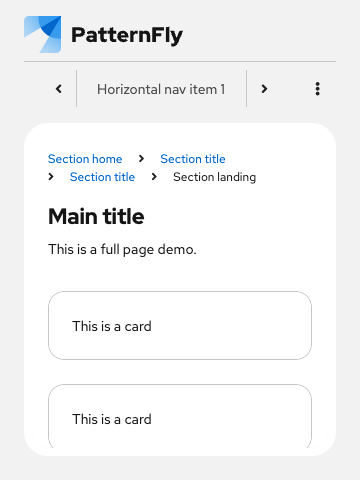 PatternFly
Horizontal nav item 1
Section home Section title
Section title Section landing
Main title
This is a full page demo.
This is a card
This is a card